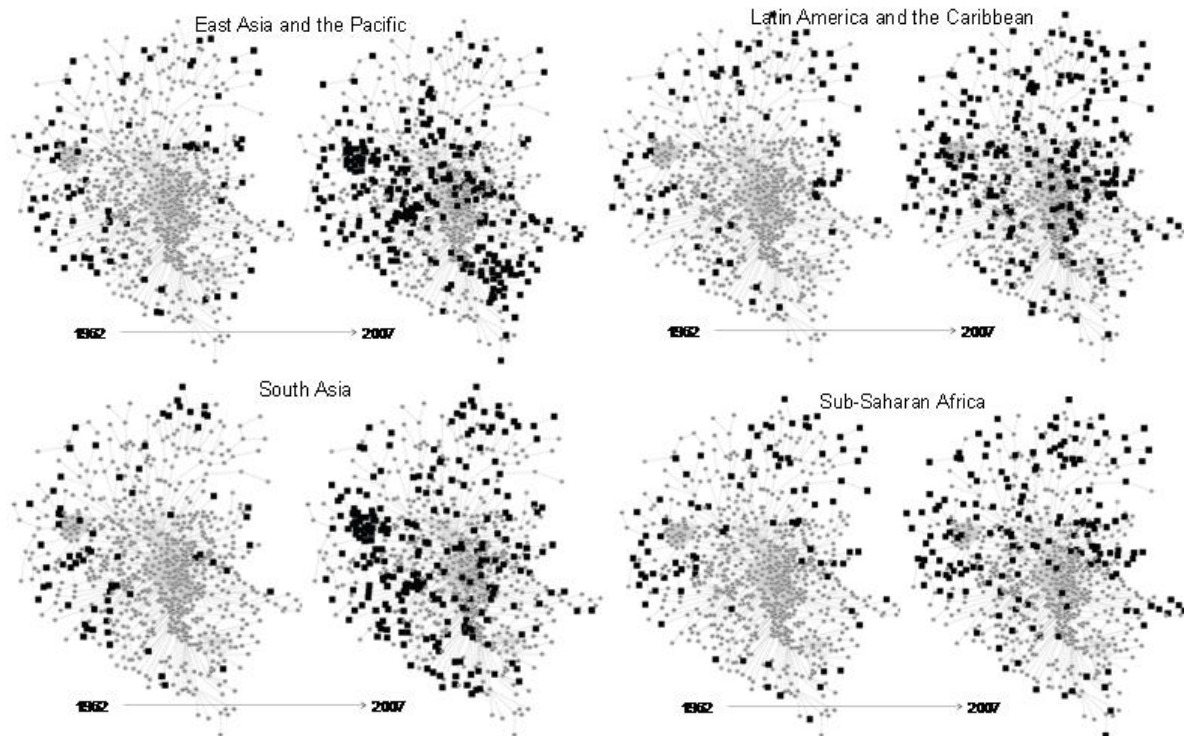 East Asia and the Pacific
1962 2007
Latin America and the Caribbean
1962 2007
South Asia
1962 2007
Sub-Saharan Africa
1962 2007